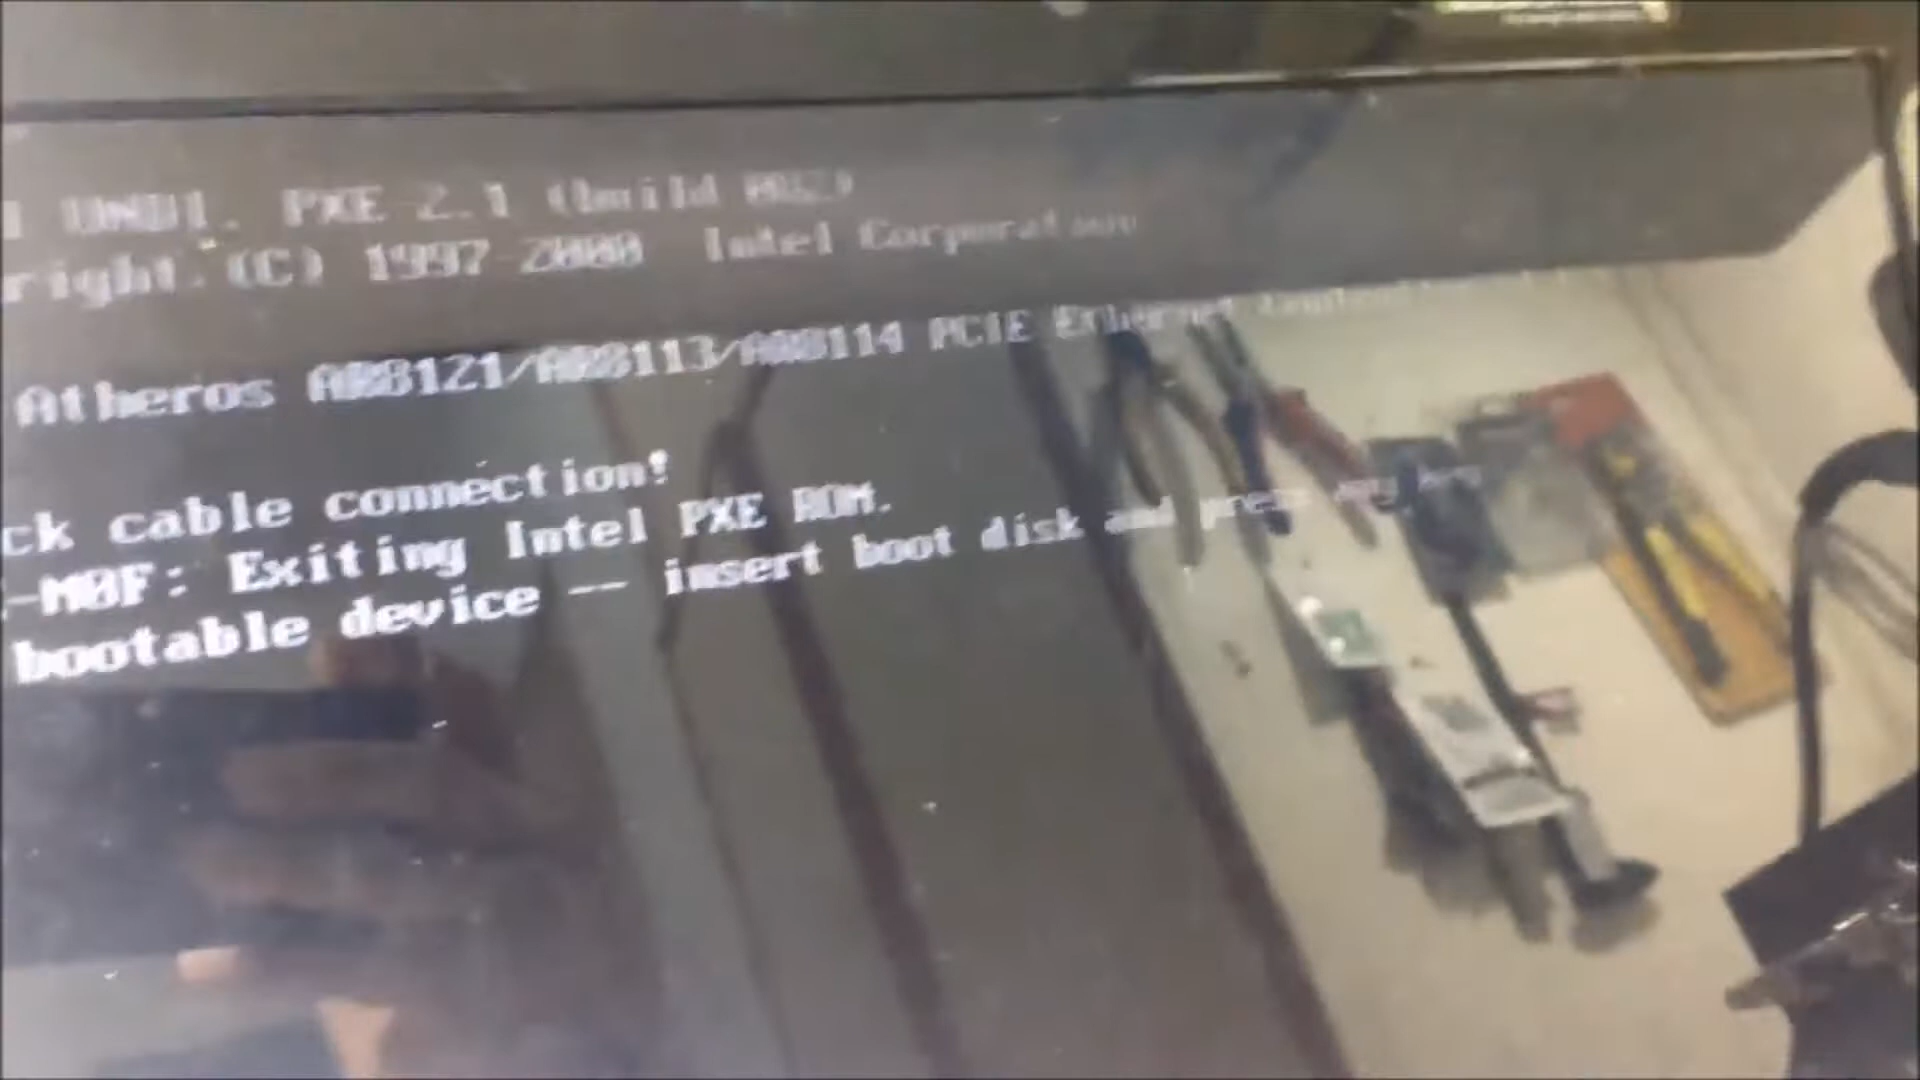 UNDI. PXE-2.1 (build 082)
right (C) 1997-2000 Intel Corporation
Atheros AR8121/AR8113/AR8114 PCIE Ethernet
ck cable connection!
-M0F: Exiting Intel PXE ROM.
bootable device -- insert boot disk and press any key